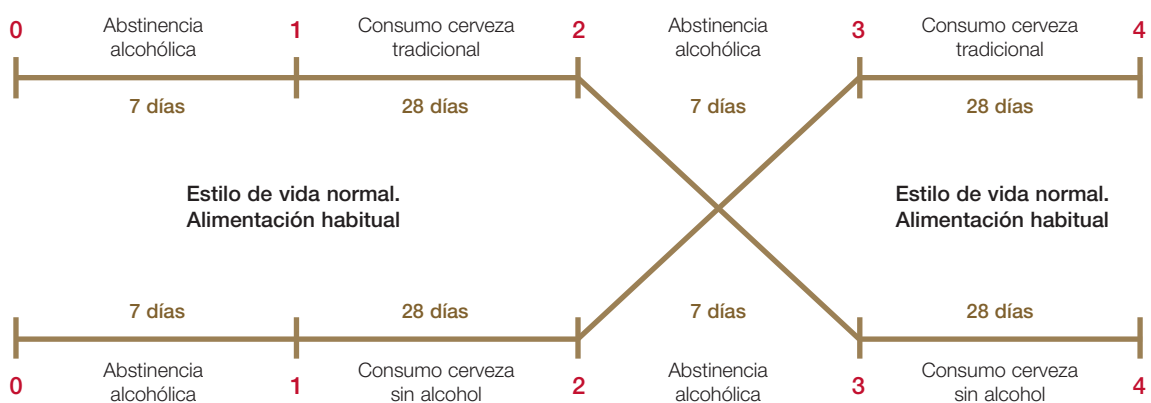 0
Abstinencia
alcohólica
1
Consumo cerveza
tradicional
2
Abstinencia
alcohólica
3
Consumo cerveza
tradicional
4
7 días
28 días
7 días
28 días
Estilo de vida normal.
Alimentación habitual
Estilo de vida normal.
Alimentación habitual
7 días
28 días
7 días
28 días
0
Abstinencia
alcohólica
1
Consumo cerveza
sin alcohol
2
Abstinencia
alcohólica
3
Consumo cerveza
sin alcohol
4